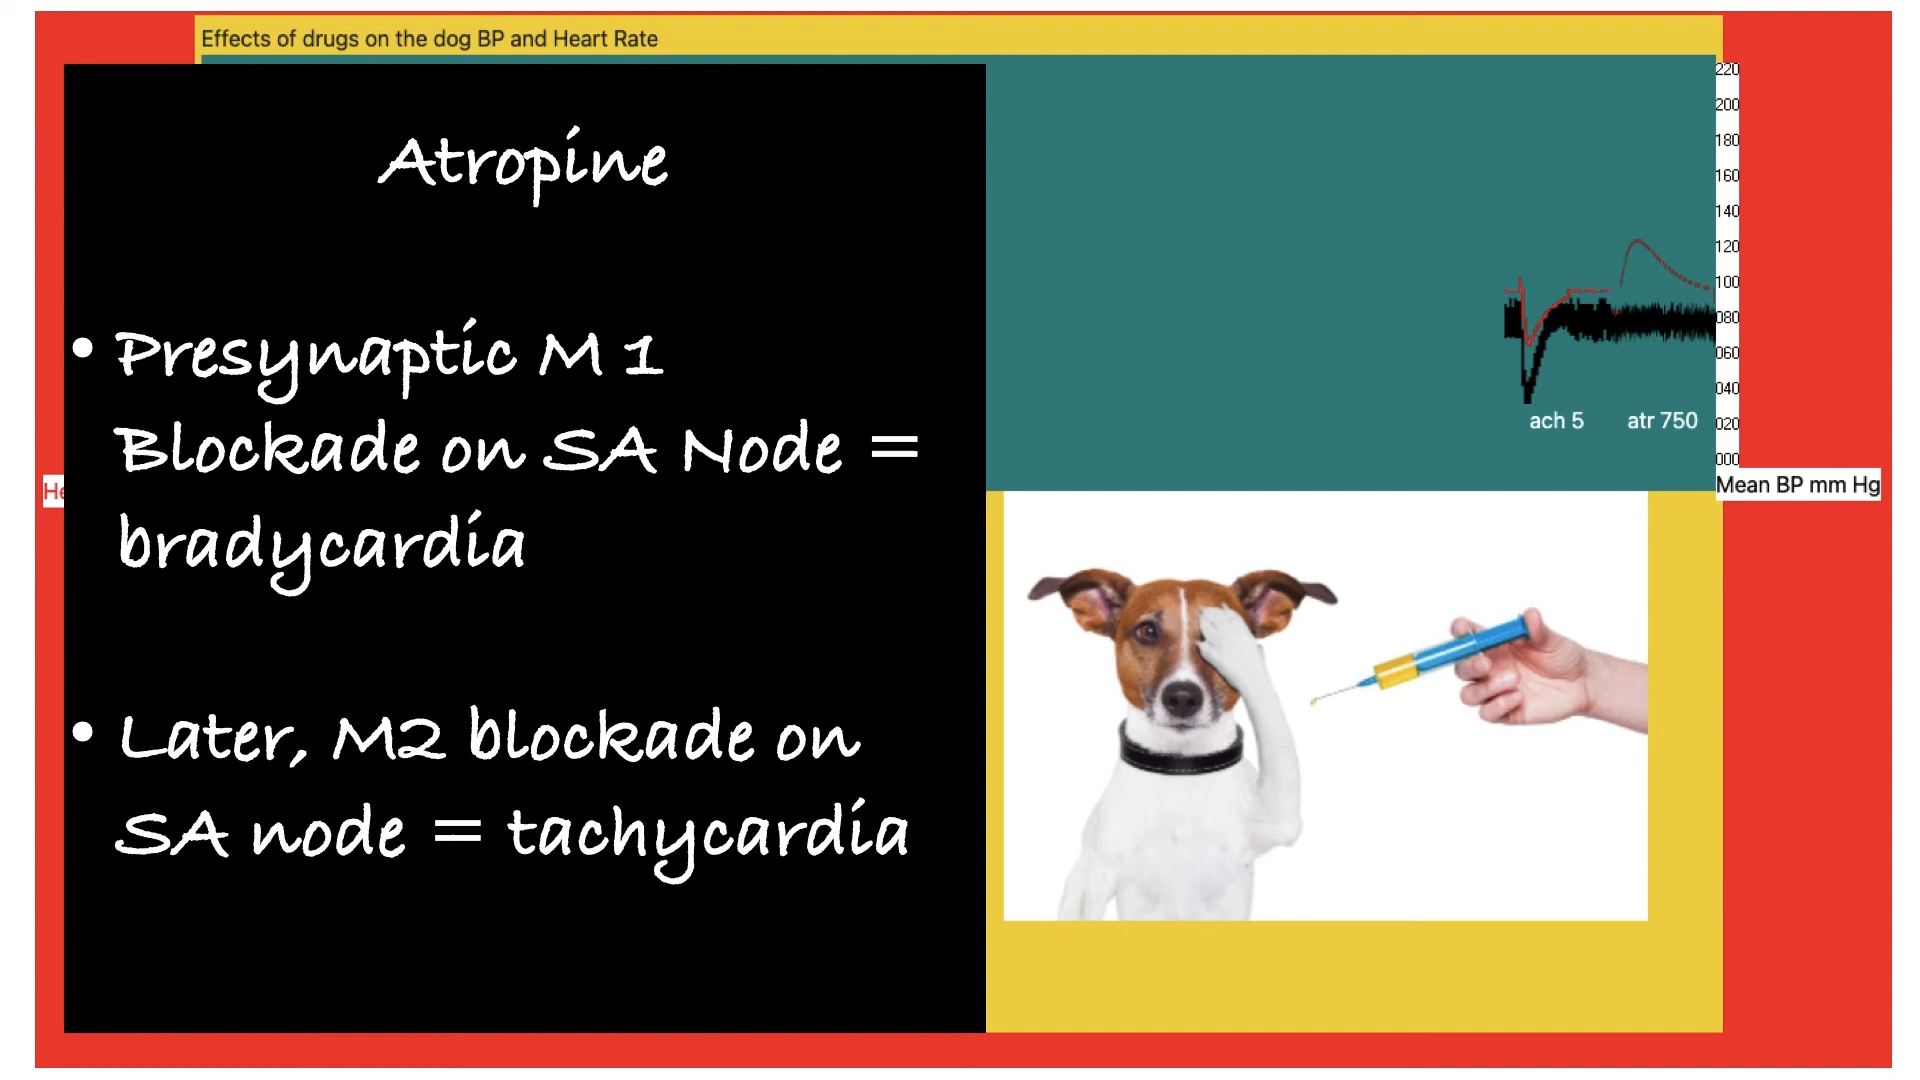 Effects of drugs on the dog BP and Heart Rate
Atropine
• Presynaptic M 1
Blockade on SA Node =
bradycardia
• Later, M2 blockade on
SA node = tachycardia
220
200
180
160
140
120
100
080
060
040
020
000
ach 5
atr 750
Mean BP mm Hg
He